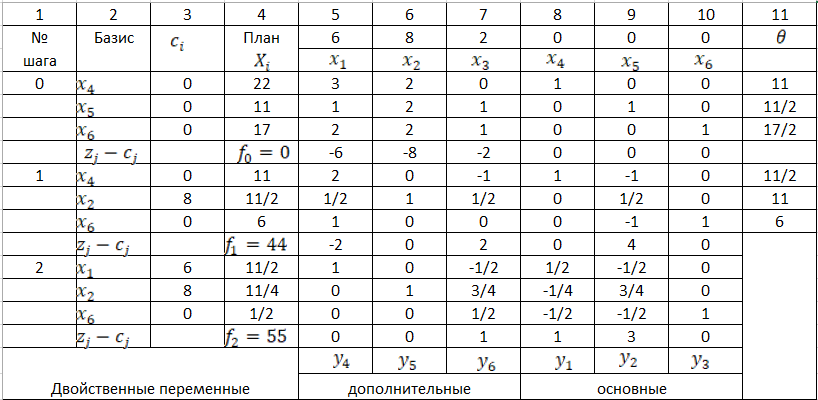 1 2 3 4 5 6 7 8 9 10 11
№ шага Базис c_i План X_i 6 8 2 0 0 0 θ
x_1 x_2 x_3 x_4 x_5 x_6
0 x_4 0 22 3 2 0 1 0 0 11
x_5 0 11 1 2 1 0 1 0 11/2
x_6 0 17 2 2 1 0 0 1 17/2
z_j − c_j f_0 = 0 -6 -8 -2 0 0 0
1 x_4 0 11 2 0 -1 1 -1 0 11/2
x_2 8 11/2 1/2 1 1/2 0 1/2 0 11
x_6 0 6 1 0 0 0 -1 1 6
z_j − c_j f_1 = 44 -2 0 2 0 4 0
2 x_1 6 11/2 1 0 -1/2 1/2 -1/2 0
x_2 8 11/4 0 1 3/4 -1/4 3/4 0
x_6 0 1/2 0 0 1/2 -1/2 -1/2 1
z_j − c_j f_2 = 55 0 0 1 1 3 0
y_4 y_5 y_6 y_1 y_2 y_3
Двойственные переменные дополнительные основные